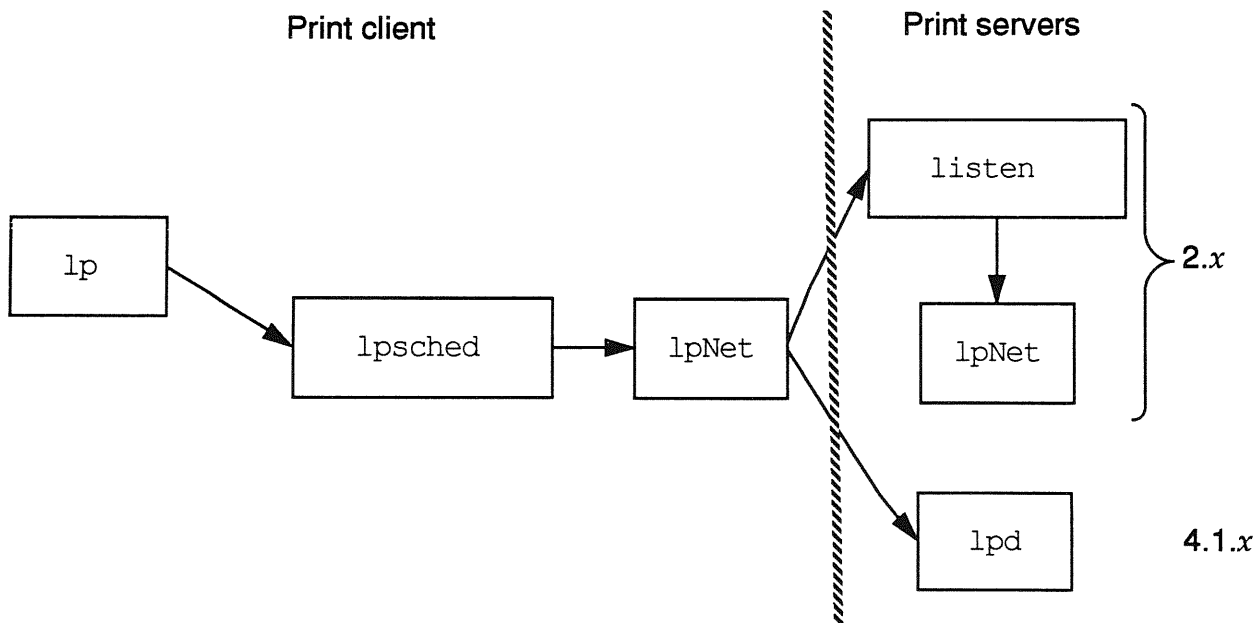 Print client
Print servers
listen
lp
2.x
lpsched
lpNet
lpNet
lpd
4.1.x